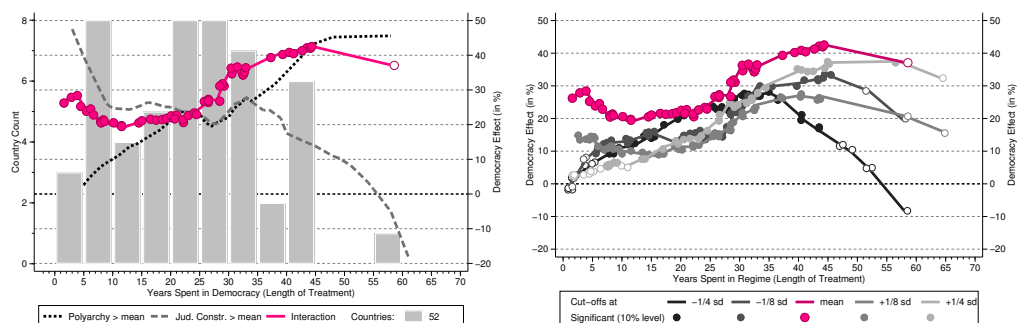 8
6
4
2
0
Country Count
50
40
30
20
10
0
−10
−20
Democracy Effect (in %)
0 5 10 15 20 25 30 35 40 45 50 55 60 65 70
Years Spent in Democracy (Length of Treatment)
Polyarchy > mean Jud. Constr. > mean Interaction Countries: 52
50
40
30
20
10
0
−10
−20
Democracy Effect (in %)
50
40
30
20
10
0
−10
−20
Democracy Effect (in %)
0 5 10 15 20 25 30 35 40 45 50 55 60 65 70
Years Spent in Regime (Length of Treatment)
Cut−offs at −1/4 sd −1/8 sd mean +1/8 sd +1/4 sd
Significant (10% level)